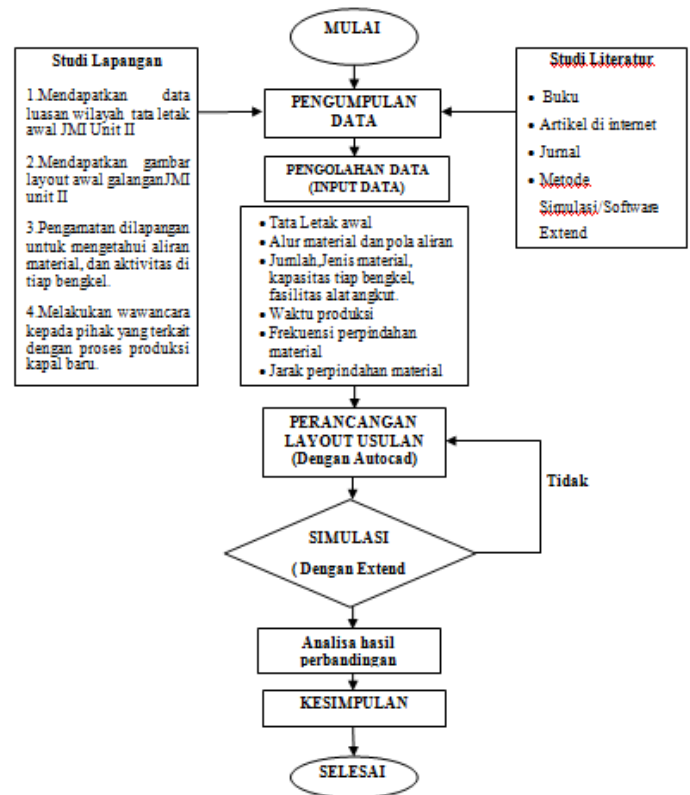 MULAI
Studi Lapangan
1.Mendapatkan data
luasan wilayah tata letak
awal JMI Unit II
2.Mendapatkan gambar
layout awal galanganJMI
unit II
3.Pengamatan dilapangan
untuk mengetahui aliran
material, dan aktivitas di
tiap bengkel.
4.Melakukan wawancara
kepada pihak yang terkait
dengan proses produksi
kapal baru.
PENGUMPULAN
DATA
Studi Literatur
• Buku
• Artikel di internet
• Jurnal
• Metode
Simulasi/Software
Extend
PENGOLAHAN DATA
(INPUT DATA)
• Tata Letak awal
• Alur material dan pola aliran
• Jumlah,Jenis material,
kapasitas tiap bengkel,
fasilitas alat angkut.
• Waktu produksi
• Frekuensi perpindahan
material
• Jarak perpindahan material
PERANCANGAN
LAYOUT USULAN
(Dengan Autocad)
Tidak
SIMULASI
( Dengan Extend
Analisa hasil
perbandingan
KESIMPULAN
SELESAI